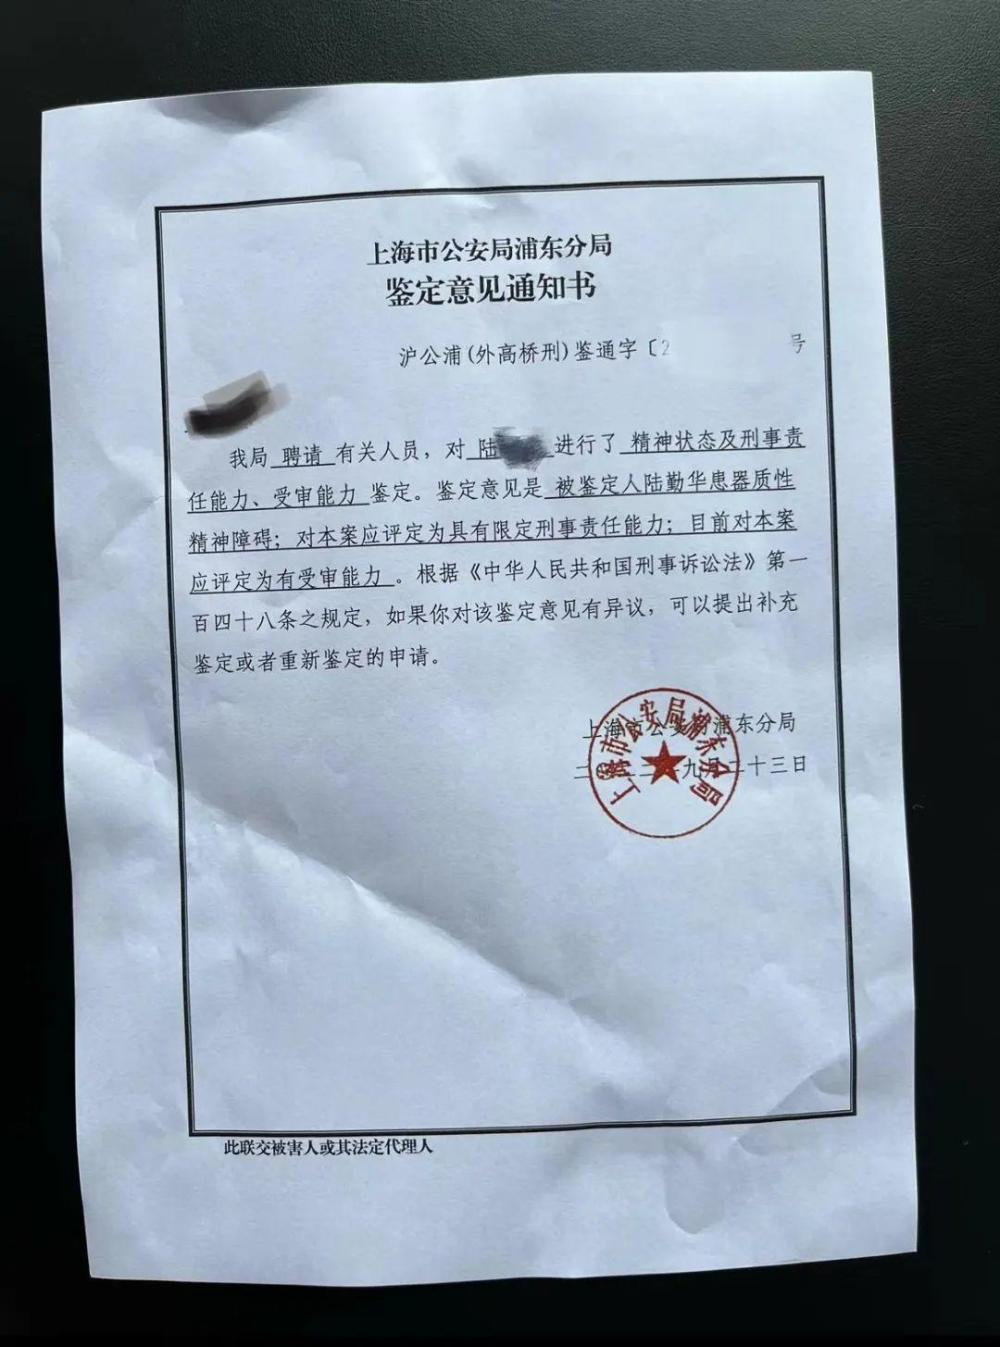 上海市公安局浦东分局
鉴定意见通知书
沪公浦(外高桥刑)鉴通字〔2 号
我局 聘请 有关人员，对 陆 进行了 精神状态及刑事责
任能力、受审能力 鉴定。鉴定意见是 被鉴定人陆勤华患器质性
精神障碍；对本案应评定为具有限定刑事责任能力；目前对本案
应评定为有受审能力 。根据《中华人民共和国刑事诉讼法》第一
百四十八条之规定，如果你对该鉴定意见有异议，可以提出补充
鉴定或者重新鉴定的申请。
上海市公安局浦东分局
二 二 年九月二十三日
上海市公安局浦东分局
此联交被害人或其法定代理人